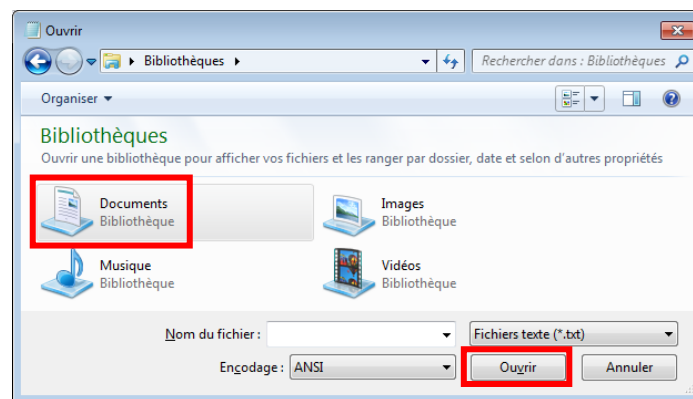 Ouvrir
Bibliothèques
Rechercher dans : Bibliothèques
Organiser
Bibliothèques
Ouvrir une bibliothèque pour afficher vos fichiers et les ranger par dossier, date et selon d'autres propriétés
Documents
Bibliothèque
Images
Bibliothèque
Musique
Bibliothèque
Vidéos
Bibliothèque
Nom du fichier :
Fichiers texte (*.txt)
Encodage : ANSI
Ouvrir
Annuler